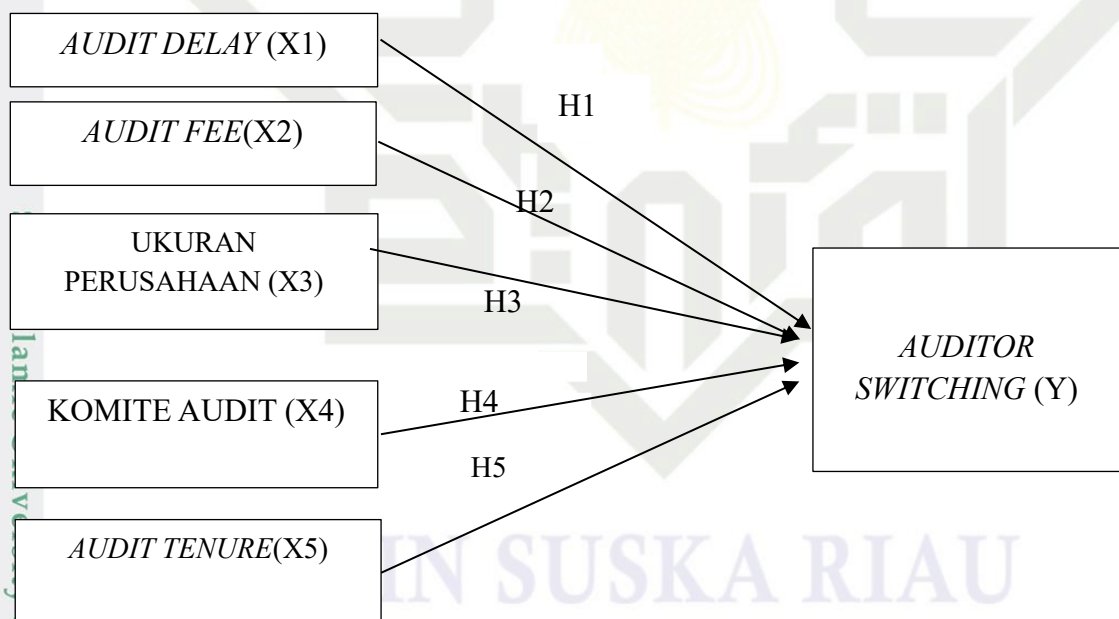 AUDIT DELAY (X1)
H1
AUDIT FEE(X2)
H2
UKURAN
PERUSAHAAN (X3)
H3
AUDITOR
SWITCHING (Y)
KOMITE AUDIT (X4)
H4
H5
AUDIT TENURE(X5)
IN SUSKA RIAU